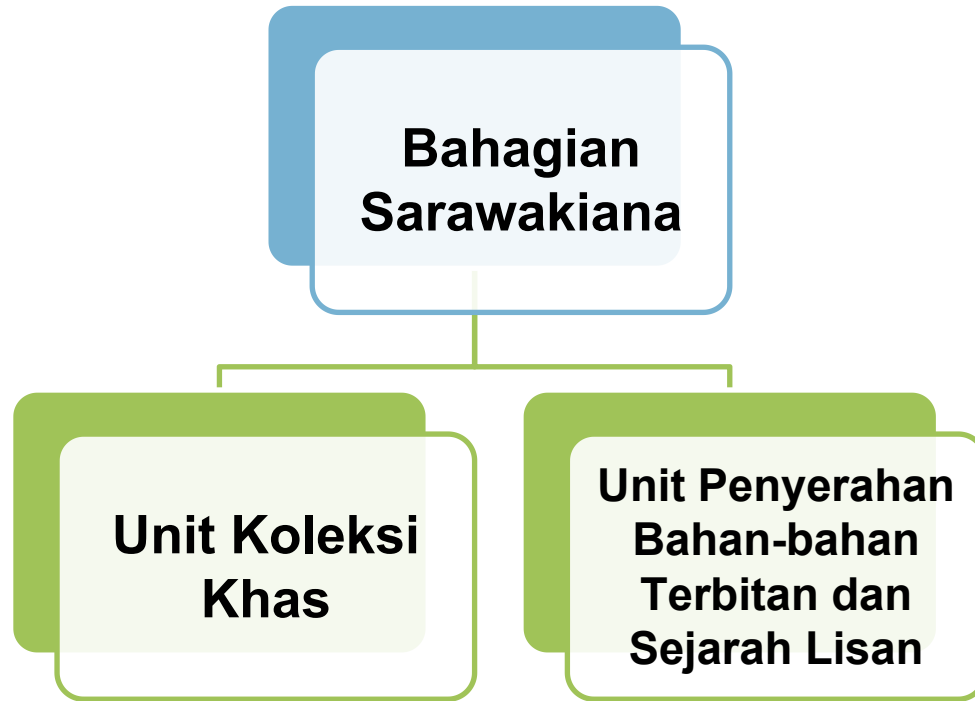 Bahagian
Sarawakiana
Unit Koleksi
Khas
Unit Penyerahan
Bahan-bahan
Terbitan dan
Sejarah Lisan